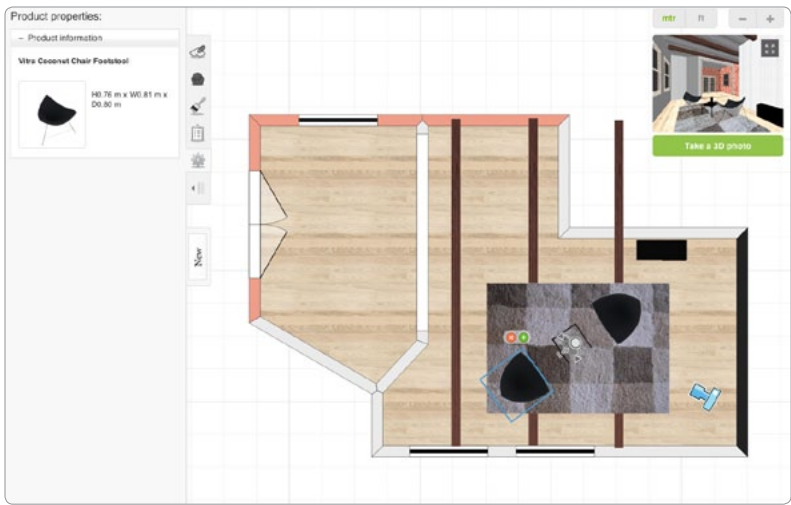 Product properties:
– Product information
Vitra Coconut Chair Footstool
H0.76 m x W0.81 m x
D0.80 m
New
mtr
ft
–
+
Take a 3D photo